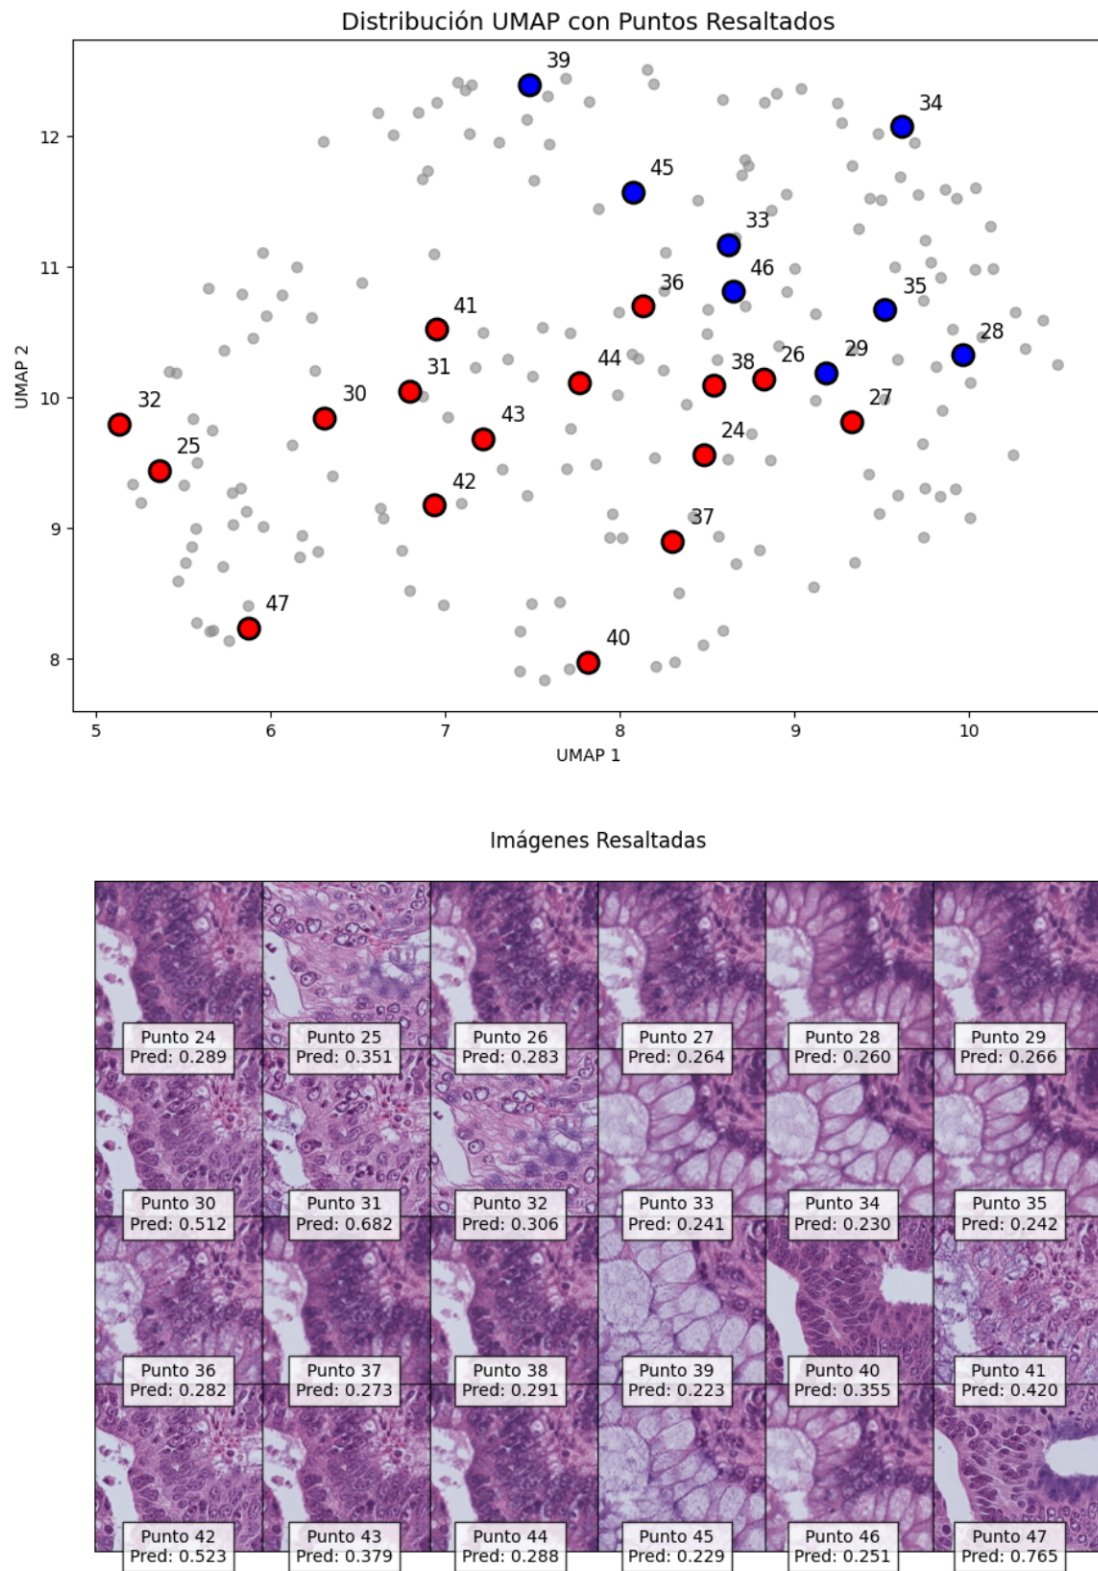 Distribución UMAP con Puntos Resaltados
39
34
45
33
46
36
35
41
28
44
38
26
29
31
30
27
32
43
24
25
42
37
47
40
12
11
10
9
8
UMAP 2
5 6 7 8 9 10
UMAP 1
Imágenes Resaltadas
Punto 24 Punto 25 Punto 26 Punto 27 Punto 28 Punto 29
Pred: 0.289 Pred: 0.351 Pred: 0.283 Pred: 0.264 Pred: 0.260 Pred: 0.266
Punto 30 Punto 31 Punto 32 Punto 33 Punto 34 Punto 35
Pred: 0.512 Pred: 0.682 Pred: 0.306 Pred: 0.241 Pred: 0.230 Pred: 0.242
Punto 36 Punto 37 Punto 38 Punto 39 Punto 40 Punto 41
Pred: 0.282 Pred: 0.273 Pred: 0.291 Pred: 0.223 Pred: 0.355 Pred: 0.420
Punto 42 Punto 43 Punto 44 Punto 45 Punto 46 Punto 47
Pred: 0.523 Pred: 0.379 Pred: 0.288 Pred: 0.229 Pred: 0.251 Pred: 0.765